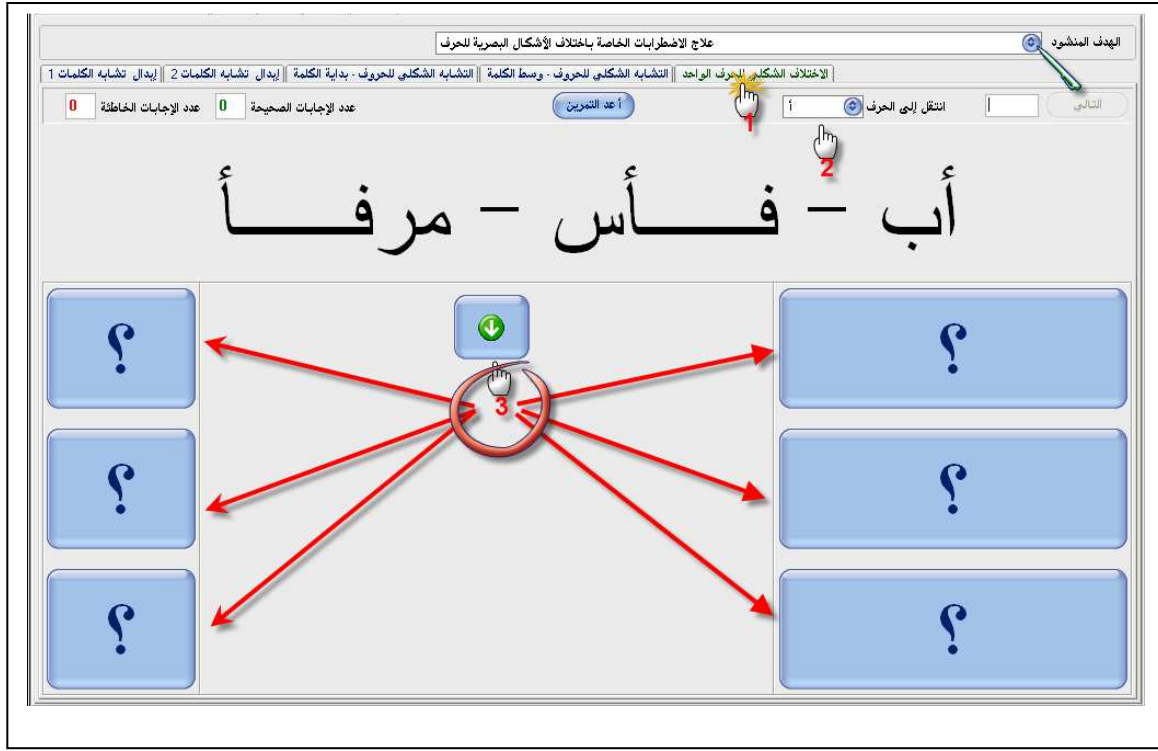 الهدف المنشود علاج الاضطرابات الخاصة باختلاف الأشكال البصرية للحرف
الاختلاف الشكلي للحرف الواحد التشابه الشكلي للحروف - وسط الكلمة التشابه الشكلي للحروف - بداية الكلمة إبدال تشابه الكلمات 2 إبدال تشابه الكلمات 1
التالي انتقل إلى الحرف أ أعد التمرين عدد الإجابات الصحيحة 0 عدد الإجابات الخاطئة 0
1
2
أب – فــــأس – مرفــــأ
؟ ؟
3
؟ ؟
؟ ؟